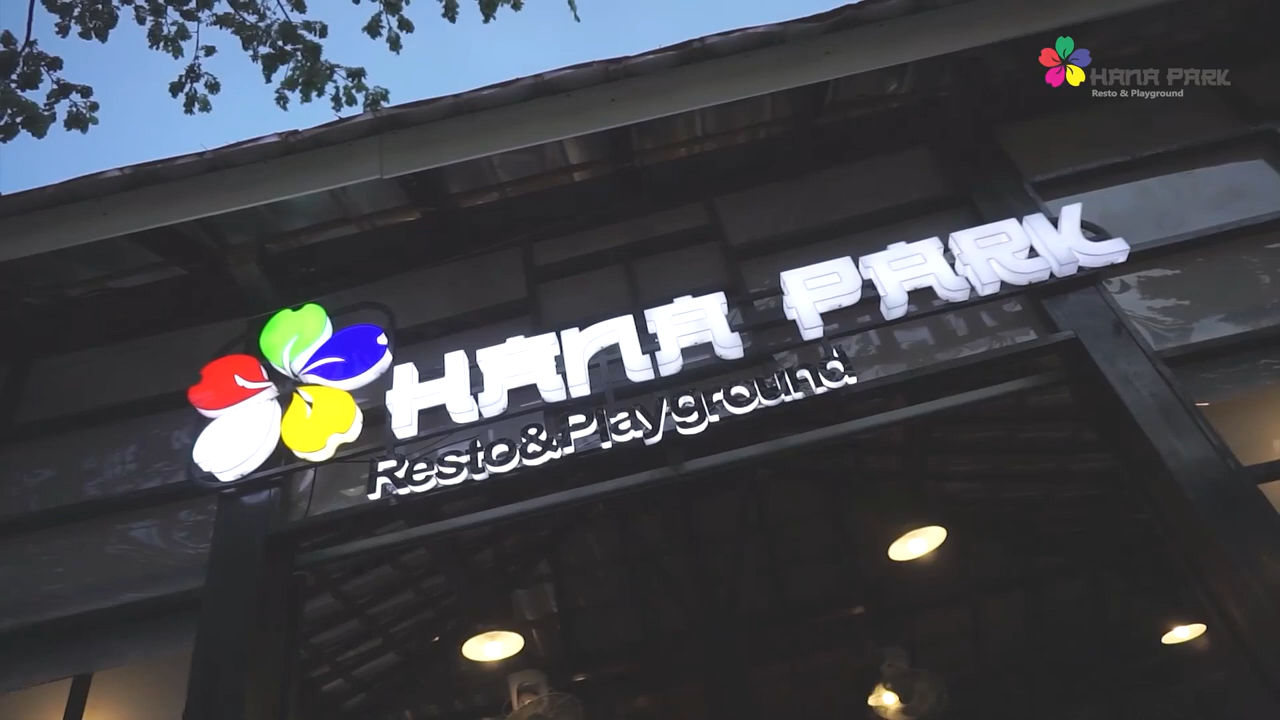 HANA PARK
Resto & Playground
HANA PARK
Resto&Playground